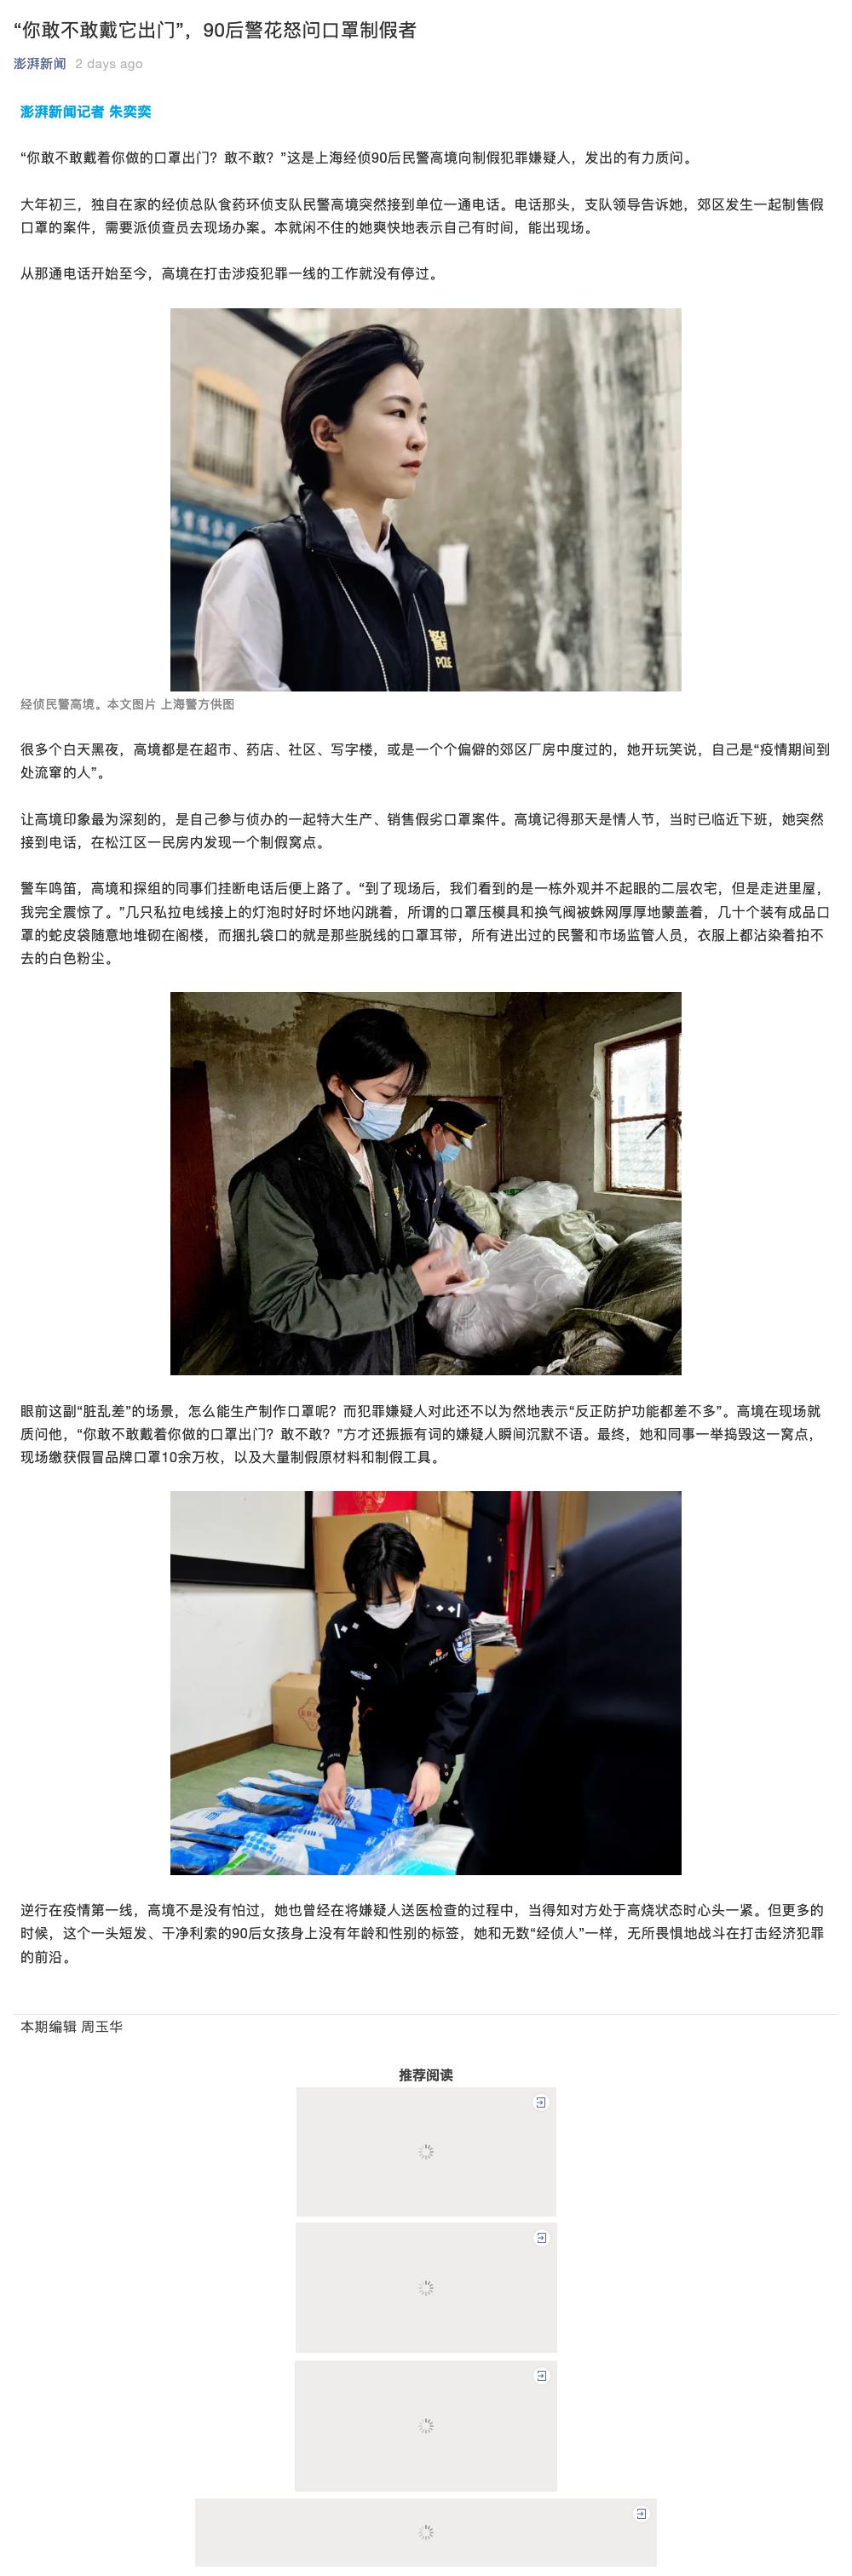 “你敢不敢戴它出门”，90后警花怒问口罩制假者
澎湃新闻 2 days ago
澎湃新闻记者 朱奕奕
“你敢不敢戴着你做的口罩出门？敢不敢？”这是上海经侦90后民警高境向制假犯罪嫌疑人，发出的有力质问。
大年初三，独自在家的经侦总队食药环侦支队民警高境突然接到单位一通电话。电话那头，支队领导告诉她，郊区发生一起制售假
口罩的案件，需要派侦查员去现场办案。本就闲不住的她爽快地表示自己有时间，能出现场。
从那通电话开始至今，高境在打击涉疫犯罪一线的工作就没有停过。
警
POLE
经侦民警高境。本文图片 上海警方供图
很多个白天黑夜，高境都是在超市、药店、社区、写字楼，或是一个个偏僻的郊区厂房中度过的，她开玩笑说，自己是“疫情期间到
处流窜的人”。
让高境印象最为深刻的，是自己参与侦办的一起特大生产、销售假劣口罩案件。高境记得那天是情人节，当时已临近下班，她突然
接到电话，在松江区一民房内发现一个制假窝点。
警车鸣笛，高境和探组的同事们挂断电话后便上路了。“到了现场后，我们看到的是一栋外观并不起眼的二层农宅，但是走进里屋，
我完全震惊了。”几只私拉电线接上的灯泡时好时坏地闪跳着，所谓的口罩压模具和换气阀被蛛网厚厚地蒙盖着，几十个装有成品口
罩的蛇皮袋随意地堆砌在阁楼，而捆扎袋口的就是那些脱线的口罩耳带，所有进出过的民警和市场监管人员，衣服上都沾染着拍不
去的白色粉尘。
眼前这副“脏乱差”的场景，怎么能生产制作口罩呢？而犯罪嫌疑人对此还不以为然地表示“反正防护功能都差不多”。高境在现场就
质问他，“你敢不敢戴着你做的口罩出门？敢不敢？”方才还振振有词的嫌疑人瞬间沉默不语。最终，她和同事一举捣毁这一窝点，
现场缴获假冒品牌口罩10余万枚，以及大量制假原材料和制假工具。
逆行在疫情第一线，高境不是没有怕过，她也曾经在将嫌疑人送医检查的过程中，当得知对方处于高烧状态时心头一紧。但更多的
时候，这个一头短发、干净利索的90后女孩身上没有年龄和性别的标签，她和无数“经侦人”一样，无所畏惧地战斗在打击经济犯罪
的前沿。
本期编辑 周玉华
推荐阅读